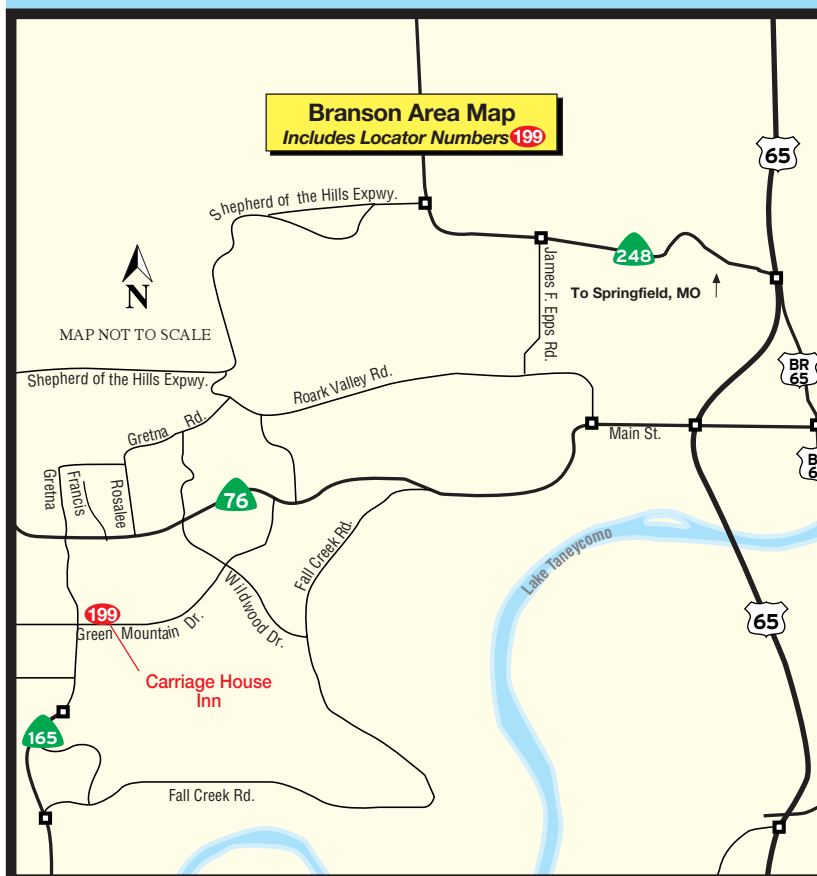 Branson Area Map
Includes Locator Numbers 199
65
Shepherd of the Hills Expwy.
248
James F. Epps Rd.
To Springfield, MO
N
MAP NOT TO SCALE
BR
65
Shepherd of the Hills Expwy.
Roark Valley Rd.
Gretna Rd.
Main St.
Gretna
Francis
Rosalee
76
Fall Creek Rd.
Lake Taneycomo
Wildwood Dr.
199
Green Mountain Dr.
65
Carriage House
Inn
165
Fall Creek Rd.